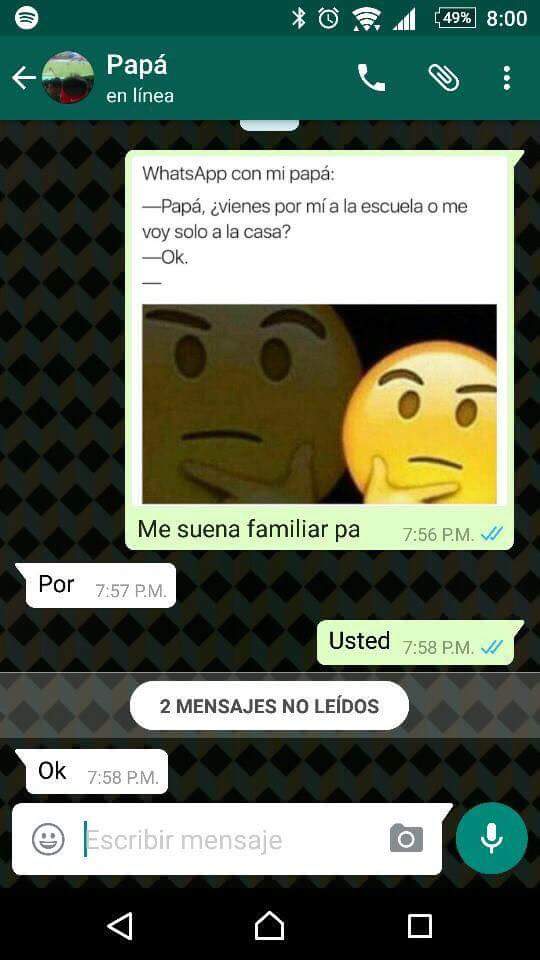 49% 8:00
Papá
en línea
WhatsApp con mi papá:
—Papá, ¿vienes por mí a la escuela o me
voy solo a la casa?
—Ok.
—
Me suena familiar pa 7:56 P.M.
Por 7:57 P.M.
Usted 7:58 P.M.
2 MENSAJES NO LEÍDOS
Ok 7:58 P.M.
Escribir mensaje